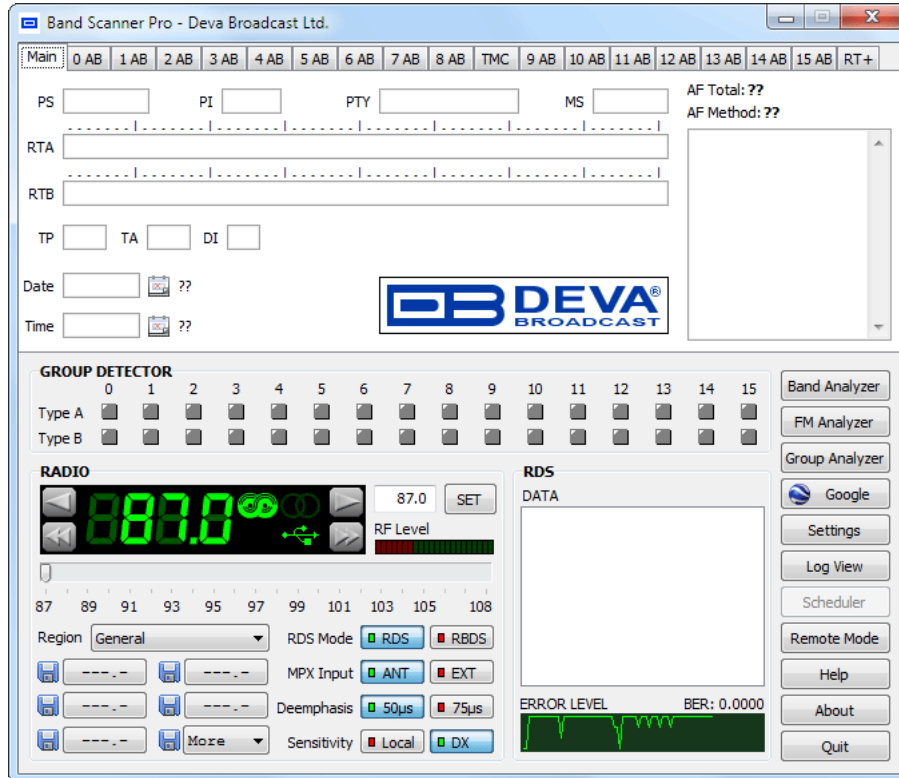 Band Scanner Pro - Deva Broadcast Ltd.
Main 0 AB 1 AB 2 AB 3 AB 4 AB 5 AB 6 AB 7 AB 8 AB TMC 9 AB 10 AB 11 AB 12 AB 13 AB 14 AB 15 AB RT+
PS PI PTY MS
AF Total: ??
AF Method: ??
RTA
RTB
TP TA DI
Date ??
Time ??
DEVA®
BROADCAST
GROUP DETECTOR
0 1 2 3 4 5 6 7 8 9 10 11 12 13 14 15
Type A
Type B
Band Analyzer
FM Analyzer
Group Analyzer
Google
Settings
Log View
Scheduler
Remote Mode
Help
About
Quit
RADIO
87.0 87.0 SET
RF Level
87 89 91 93 95 97 99 101 103 105 108
Region General RDS Mode RDS RBDS
---.- ---.- MPX Input ANT EXT
---.- ---.- Deemphasis 50µs 75µs
---.- More Sensitivity Local DX
RDS
DATA
ERROR LEVEL BER: 0.0000